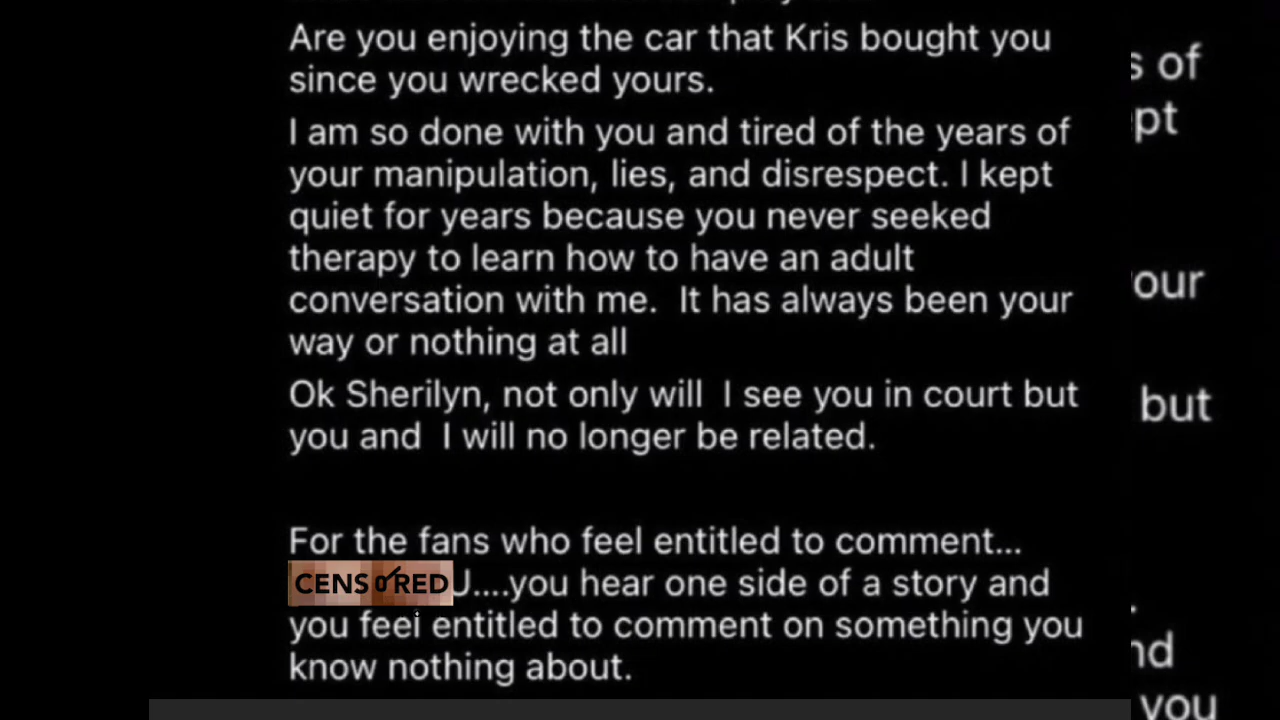 Are you enjoying the car that Kris bought you
since you wrecked yours.
I am so done with you and tired of the years of
your manipulation, lies, and disrespect. I kept
quiet for years because you never seeked
therapy to learn how to have an adult
conversation with me.  It has always been your
way or nothing at all
Ok Sherilyn, not only will  I see you in court but
you and  I will no longer be related.
For the fans who feel entitled to comment...
CENSORED U....you hear one side of a story and
you feel entitled to comment on something you
know nothing about.
s of
pt
our
but
nd
you